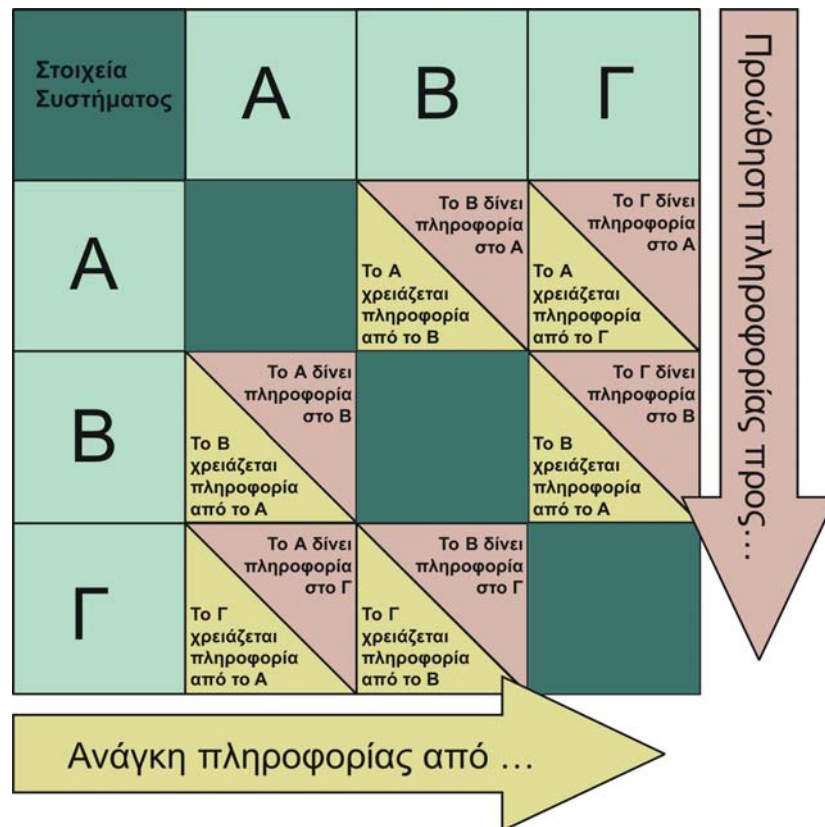 Στοιχεία
Συστήματος
Α
Β
Γ
Α
Το Β δίνει
πληροφορία
στο Α
Το Α
χρειάζεται
πληροφορία
από το Β
Το Γ δίνει
πληροφορία
στο Α
Το Α
χρειάζεται
πληροφορία
από το Γ
Β
Το Α δίνει
πληροφορία
στο Β
Το Β
χρειάζεται
πληροφορία
από το Α
Το Γ δίνει
πληροφορία
στο Β
Το Β
χρειάζεται
πληροφορία
από το Α
Γ
Το Α δίνει
πληροφορία
στο Γ
Το Γ
χρειάζεται
πληροφορία
από το Α
Το Β δίνει
πληροφορία
στο Γ
Το Γ
χρειάζεται
πληροφορία
από το Β
Προώθηση πληροφορίας προς...
Ανάγκη πληροφορίας από ...